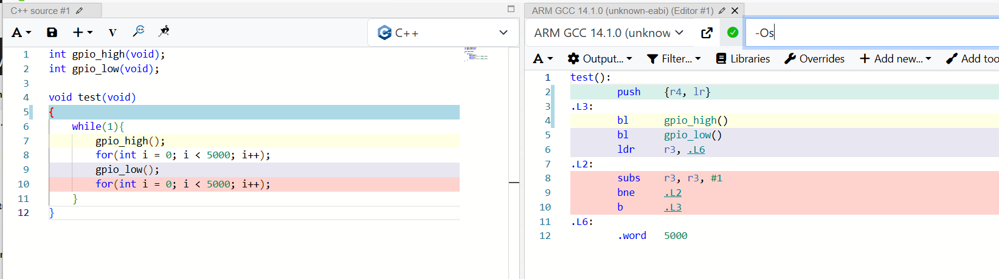 C++ source #1
A
+
V
C++
1 int gpio_high(void);
2 int gpio_low(void);
3
4 void test(void)
5 {
6 while(1){
7 gpio_high();
8 for(int i = 0; i < 5000; i++);
9 gpio_low();
10 for(int i = 0; i < 5000; i++);
11 }
12 }
ARM GCC 14.1.0 (unknown-eabi) (Editor #1)
ARM GCC 14.1.0 (unknow
-Os
A Output... Filter... Libraries Overrides + Add new... Add too
1 test():
2 push {r4, lr}
3 .L3:
4 bl gpio_high()
5 bl gpio_low()
6 ldr r3, .L6
7 .L2:
8 subs r3, r3, #1
9 bne .L2
10 b .L3
11 .L6:
12 .word 5000